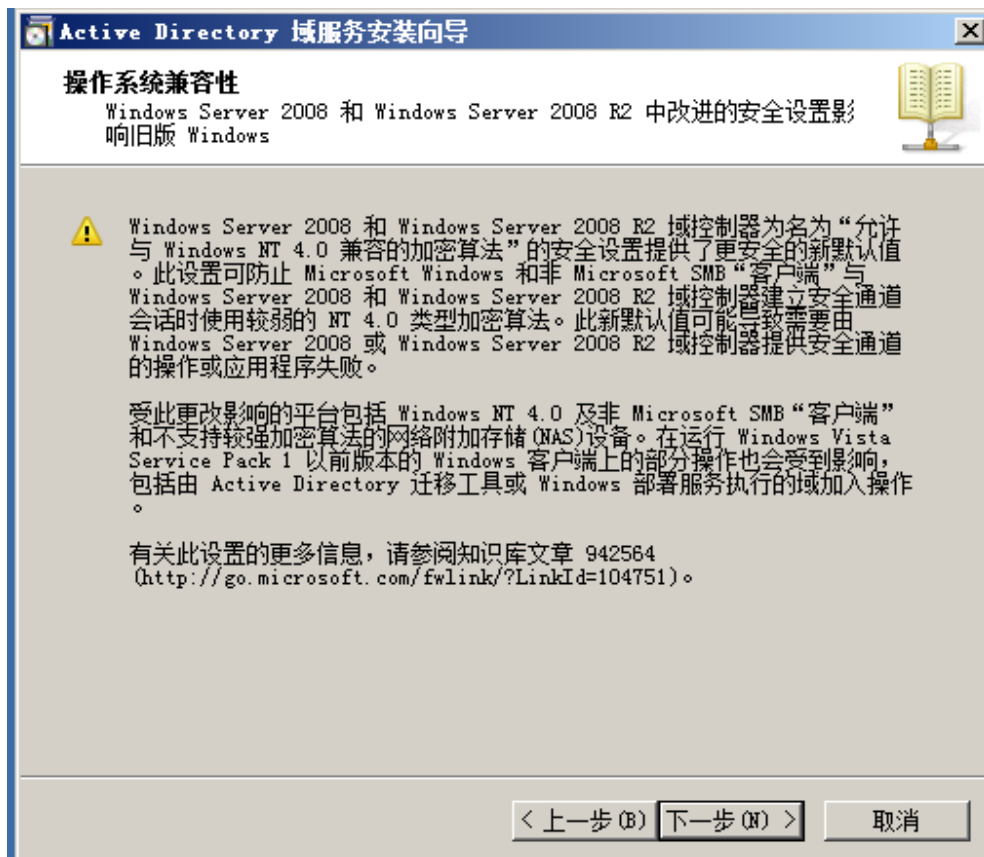 Active Directory 域服务安装向导
操作系统兼容性
Windows Server 2008 和 Windows Server 2008 R2 中改进的安全设置影
响旧版 Windows
Windows Server 2008 和 Windows Server 2008 R2 域控制器为名为“允许
与 Windows NT 4.0 兼容的加密算法”的安全设置提供了更安全的新默认值
。此设置可防止 Microsoft Windows 和非 Microsoft SMB“客户端”与
Windows Server 2008 和 Windows Server 2008 R2 域控制器建立安全通道
会话时使用较弱的 NT 4.0 类型加密算法。此新默认值可能导致需要由
Windows Server 2008 或 Windows Server 2008 R2 域控制器提供安全通道
的操作或应用程序失败。
受此更改影响的平台包括 Windows NT 4.0 及非 Microsoft SMB“客户端”
和不支持较强加密算法的网络附加存储(NAS)设备。在运行 Windows Vista
Service Pack 1 以前版本的 Windows 客户端上的部分操作也会受到影响，
包括由 Active Directory 迁移工具或 Windows 部署服务执行的域加入操作
。
有关此设置的更多信息，请参阅知识库文章 942564
(http://go.microsoft.com/fwlink/?LinkId=104751)。
< 上一步(B) 下一步(N) > 取消